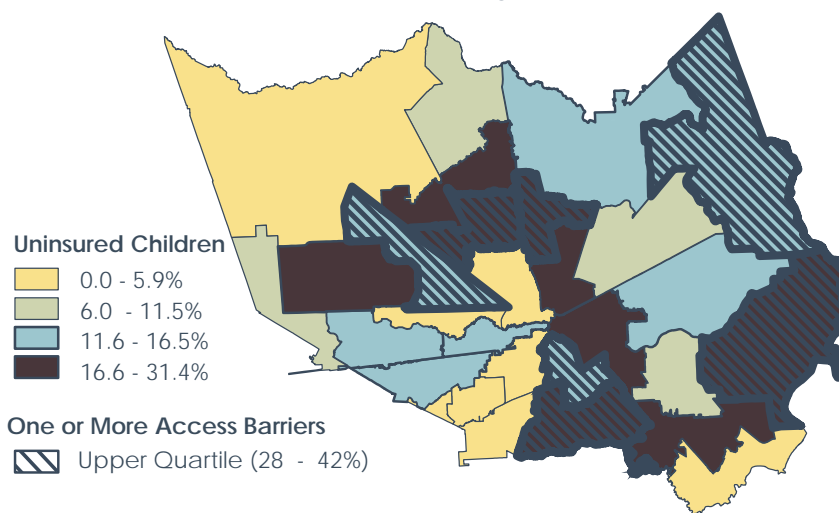 Uninsured Children
0.0 - 5.9%
6.0 - 11.5%
11.6 - 16.5%
16.6 - 31.4%
One or More Access Barriers
Upper Quartile (28 - 42%)